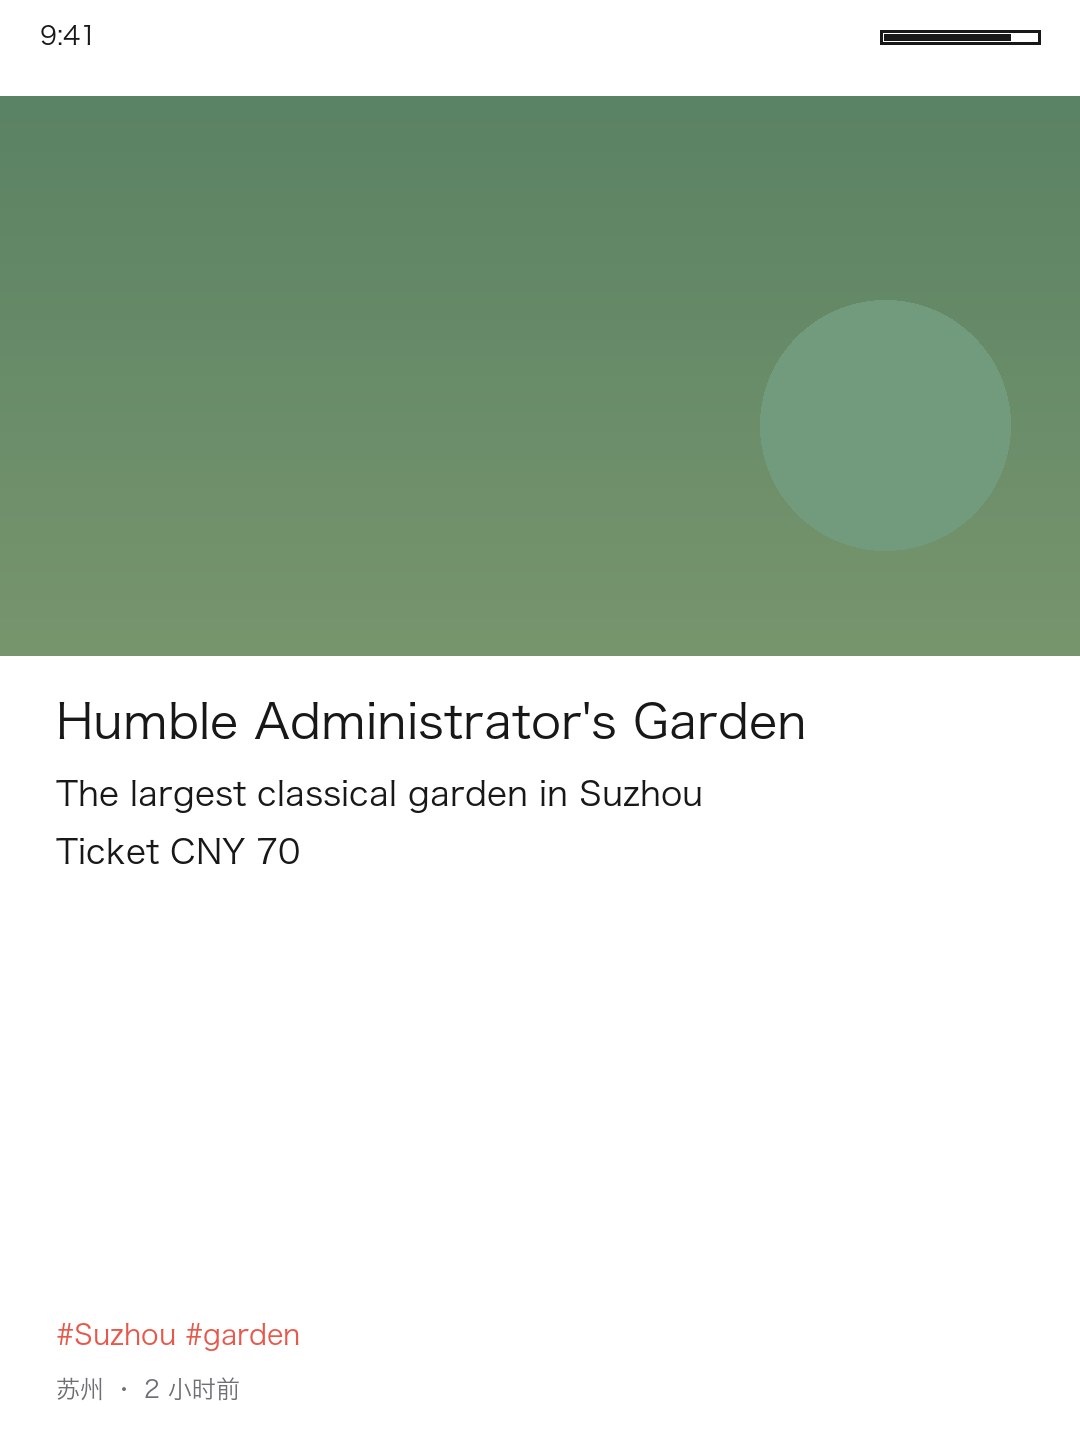 9:41
Humble Administrator's Garden
The largest classical garden in Suzhou
Ticket CNY 70
#Suzhou #garden
苏州 · 2 小时前